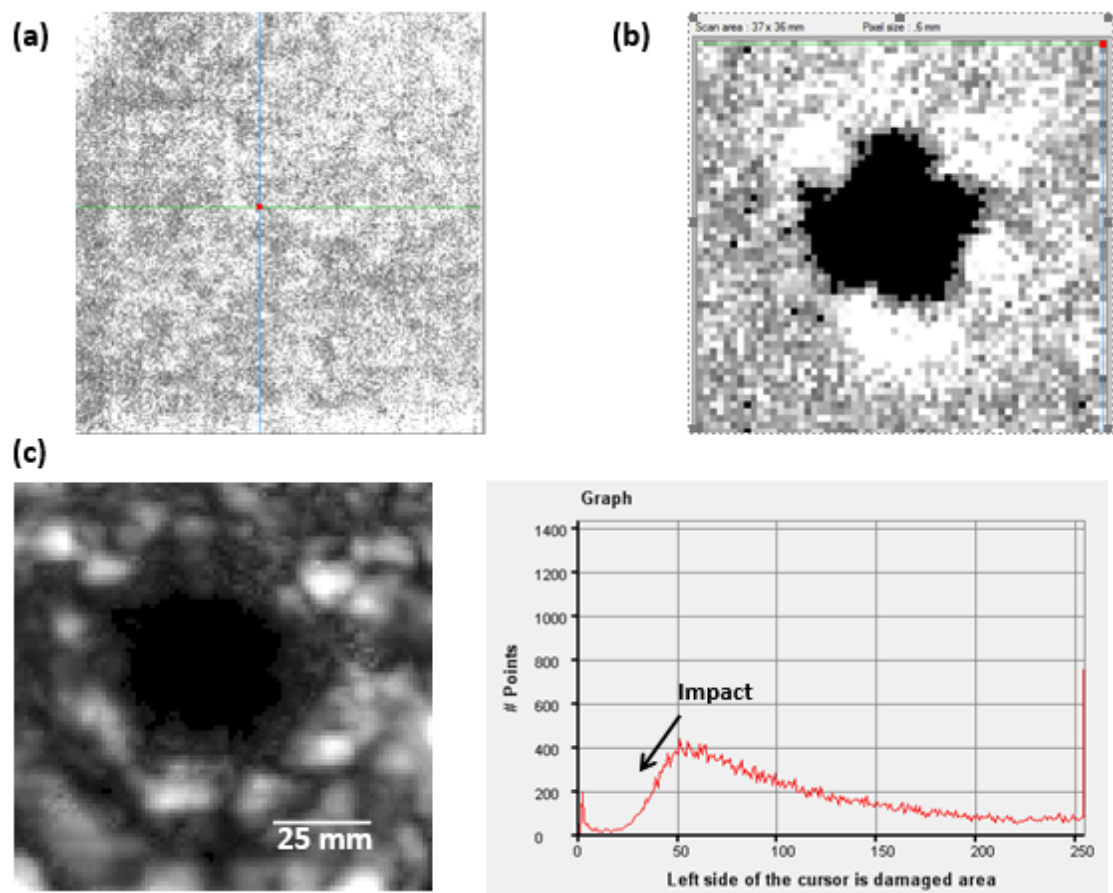 (a)
(b)
Scan area : 37 x 36 mm Pixel size : .6 mm
(c)
25 mm
Graph
1400
1200
1000
800
600
400
200
0
# Points
Impact
0 50 100 150 200 250
Left side of the cursor is damaged area